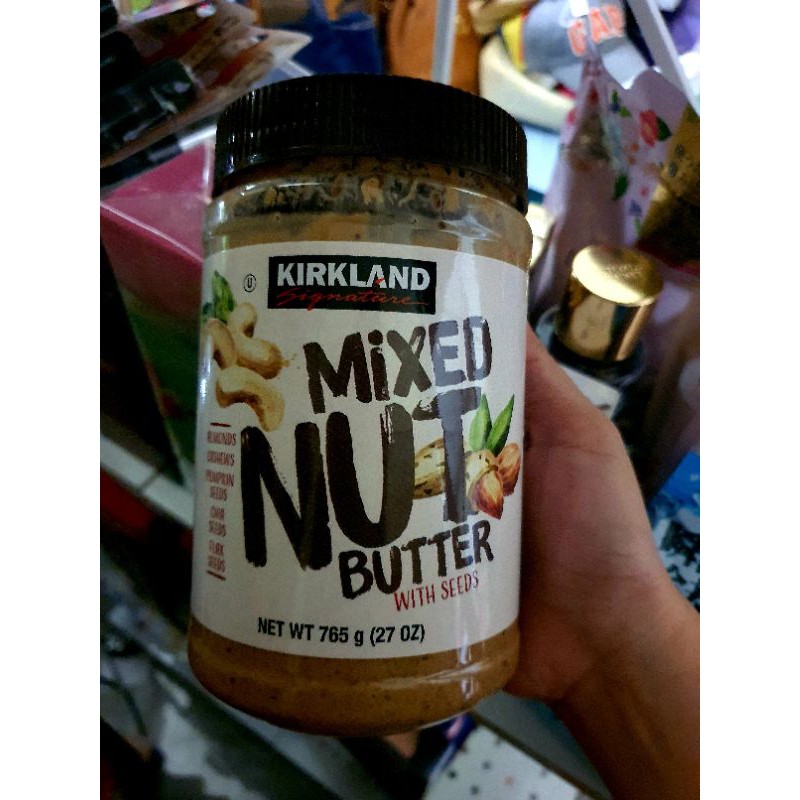 U
KIRKLAND
Signature
MiXED
NUT
BUTTER
WITH SEEDS
ALMONDS
CASHEWS
PUMPKIN
SEEDS
CHIA
SEEDS
FLAX
SEEDS
NET WT 765 g (27 OZ)